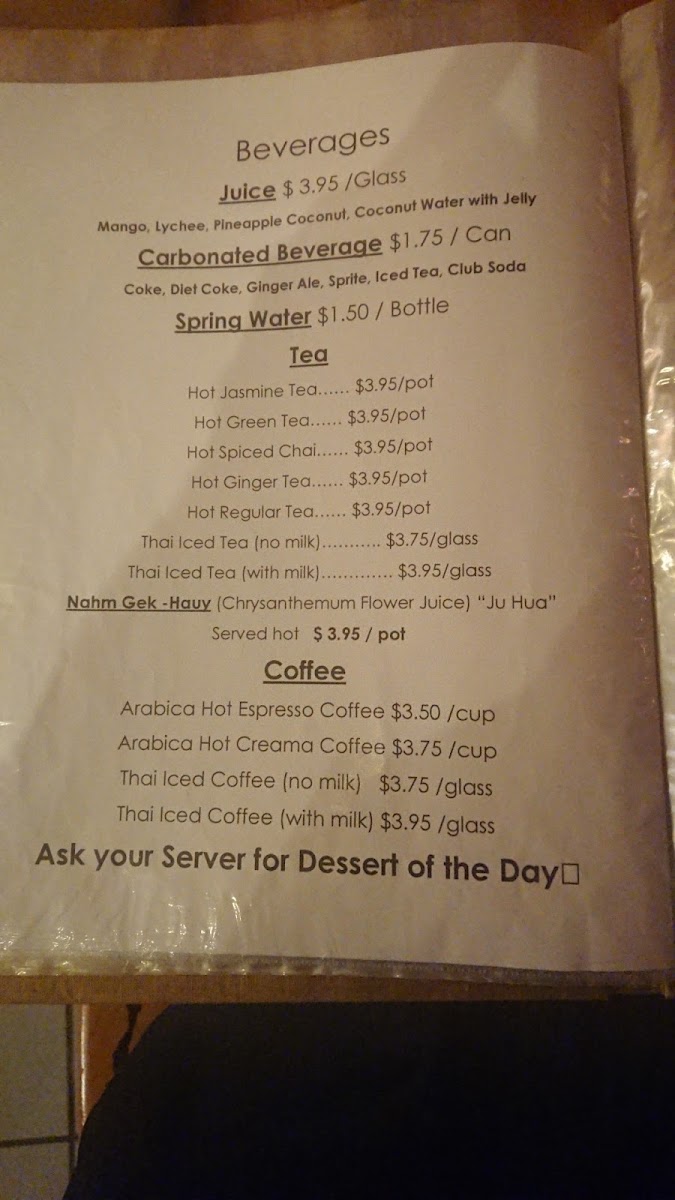 Beverages
Juice $ 3.95 /Glass
Mango, Lychee, Pineapple Coconut, Coconut Water with Jelly
Carbonated Beverage $1.75 / Can
Coke, Diet Coke, Ginger Ale, Sprite, Iced Tea, Club Soda
Spring Water $1.50 / Bottle
Tea
Hot Jasmine Tea...... $3.95/pot
Hot Green Tea...... $3.95/pot
Hot Spiced Chai...... $3.95/pot
Hot Ginger Tea...... $3.95/pot
Hot Regular Tea...... $3.95/pot
Thai Iced Tea (no milk)........... $3.75/glass
Thai Iced Tea (with milk)............. $3.95/glass
Nahm Gek -Hauy (Chrysanthemum Flower Juice) “Ju Hua”
Served hot $ 3.95 / pot
Coffee
Arabica Hot Espresso Coffee $3.50 /cup
Arabica Hot Creama Coffee $3.75 /cup
Thai Iced Coffee (no milk) $3.75 /glass
Thai Iced Coffee (with milk) $3.95 /glass
Ask your Server for Dessert of the Day□